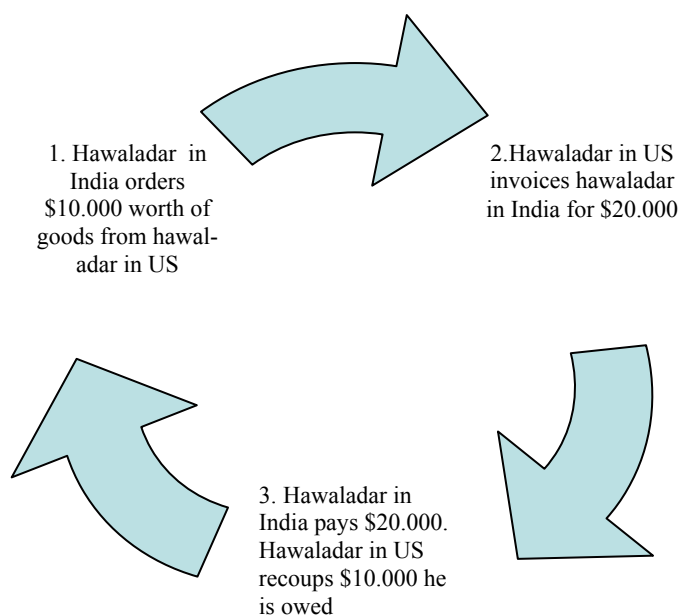 1. Hawaladar in
India orders
$10.000 worth of
goods from hawal-
adar in US
2.Hawaladar in US
invoices hawaladar
in India for $20.000
3. Hawaladar in
India pays $20.000.
Hawaladar in US
recoups $10.000 he
is owed